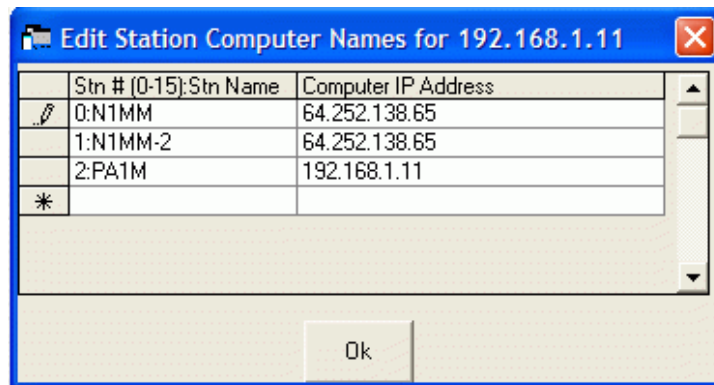 Edit Station Computer Names for 192.168.1.11
Stn # (0-15):Stn Name Computer IP Address
0:N1MM 64.252.138.65
1:N1MM-2 64.252.138.65
2:PA1M 192.168.1.11
Ok